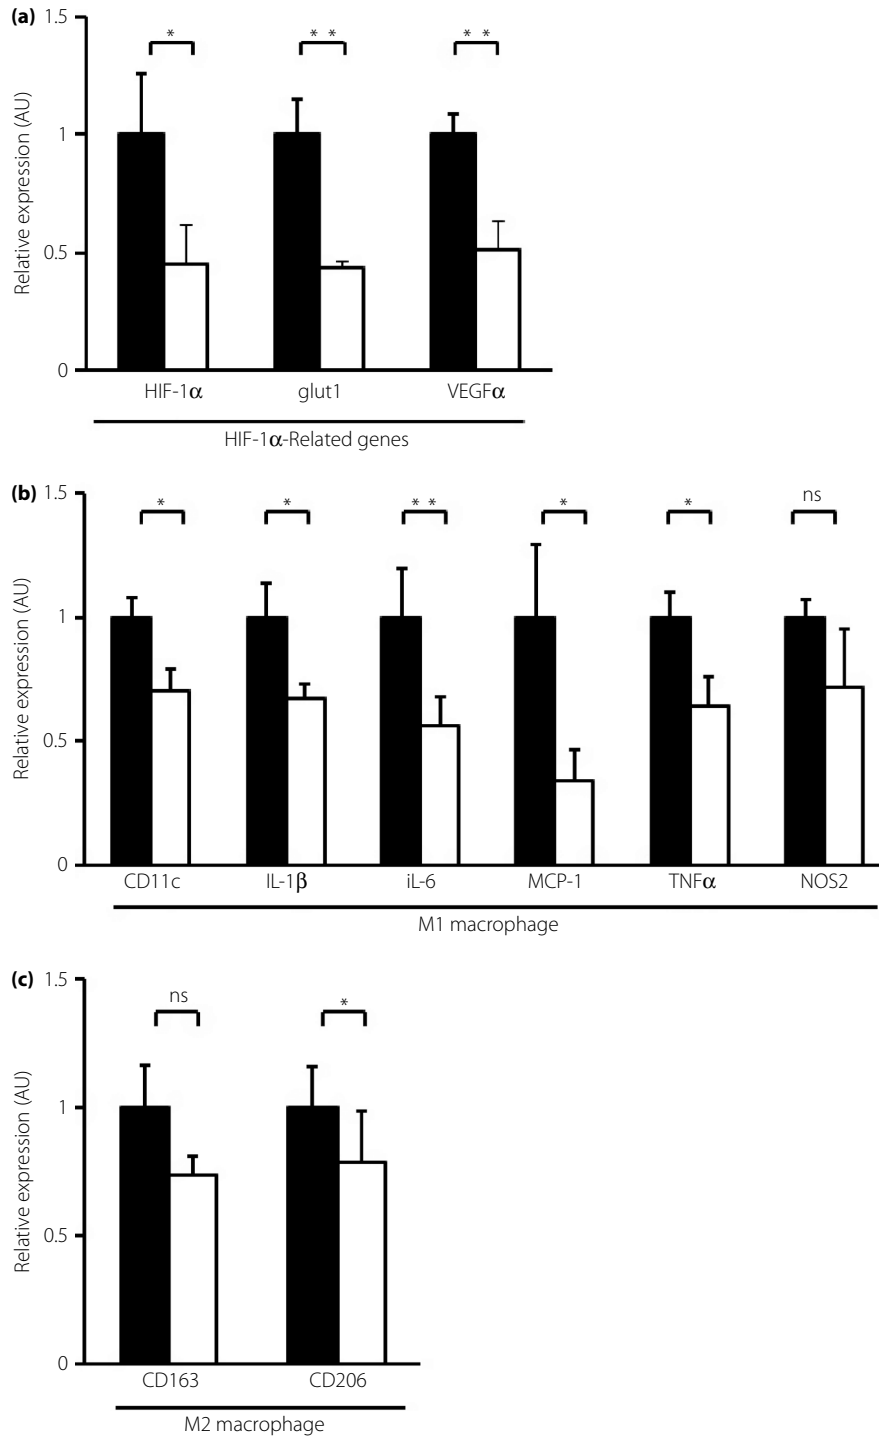 (a) 1.5
* * * * *
Relative expression (AU)
1
0.5
0
HIF-1α glut1 VEGFα
HIF-1α-Related genes
(b) 1.5
* * * * * * ns
Relative expression (AU)
1
0.5
0
CD11c IL-1β iL-6 MCP-1 TNFα NOS2
M1 macrophage
(c) 1.5
ns *
Relative expression (AU)
1
0.5
0
CD163 CD206
M2 macrophage